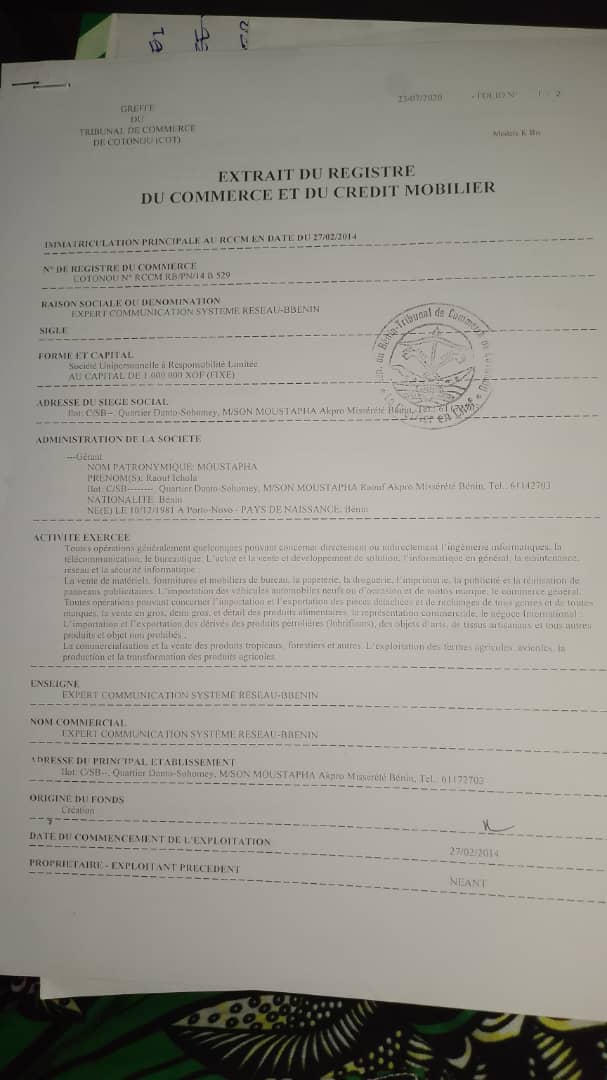 23/07/2020 - FOLIO N° 1 / 2
GREFFE
DU
TRIBUNAL DE COMMERCE
DE COTONOU (COT)
Modèle K Bis
EXTRAIT DU REGISTRE
DU COMMERCE ET DU CREDIT MOBILIER
IMMATRICULATION PRINCIPALE AU RCCM EN DATE DU 27/02/2014
N° DE REGISTRE DU COMMERCE
COTONOU N° RCCM RB/PN/14 B 529
RAISON SOCIALE OU DENOMINATION
EXPERT COMMUNICATION SYSTEME RESEAU-BBENIN
SIGLE
FORME ET CAPITAL
Société Unipersonnelle à Responsabilité Limitée
AU CAPITAL DE 1 000 000 XOF (FIXE)
ADRESSE DU SIEGE SOCIAL
Ilot: C/SB--, Quartier Danto-Sohomey, M/SON MOUSTAPHA Akpro Missérété Bénin, Tel.:
ADMINISTRATION DE LA SOCIETE
---Gérant
NOM PATRONYMIQUE: MOUSTAPHA
PRENOM(S): Raouf Ichola
Ilot: C/SB--------, Quartier Danto-Sohomey, M/SON MOUSTAPHA Raouf Akpro Missérété Bénin, Tel.: 61142703
NATIONALITE: Bénin
NE(E) LE 10/12/1981 A Porto-Novo - PAYS DE NAISSANCE: Bénin
ACTIVITE EXERCEE
Toutes opérations généralement quelconques pouvant concerner directement ou indirectement l'ingénierie informatiques, la
télécommunication, le bureautique. L'achat et la vente et développement de solution, l'informatique en général, la maintenance,
réseau et la sécurité informatique ;
La vente de matériels, fournitures et mobiliers de bureau, la papeterie, la droguerie, l'imprimerie, la publicité et la réalisation de
panneaux publicitaires. L'importation des véhicules automobiles neufs ou d'occasion et de toutes marque, le commerce général.
Toutes opérations pouvant concerner l'importation et l'exportation des pièces détachées et de rechanges de tous genres et de toutes
marques, la vente en gros, demi gros, et détail des produits alimentaires, la représentation commerciale, le négoce International ;
L'importation et l'exportation des dérivés des produits pétroliers (lubrifiants), des objets d'arts, de tissus artisanaux et tous autres
produits et objet non prohibés ;
La commercialisation et la vente des produits tropicaux, forestiers et autres. L'exploitation des fermes agricoles, avicoles, la
production et la transformation des produits agricoles.
ENSEIGNE
EXPERT COMMUNICATION SYSTEME RESEAU-BBENIN
NOM COMMERCIAL
EXPERT COMMUNICATION SYSTEME RESEAU-BBENIN
ADRESSE DU PRINCIPAL ETABLISSEMENT
Ilot: C/SB--, Quartier Danto-Sohomey, M/SON MOUSTAPHA Akpro Missérété Bénin, Tel.: 61172703
ORIGINE DU FONDS
Création
DATE DU COMMENCEMENT DE L'EXPLOITATION 27/02/2014
PROPRIETAIRE - EXPLOITANT PRECEDENT NEANT